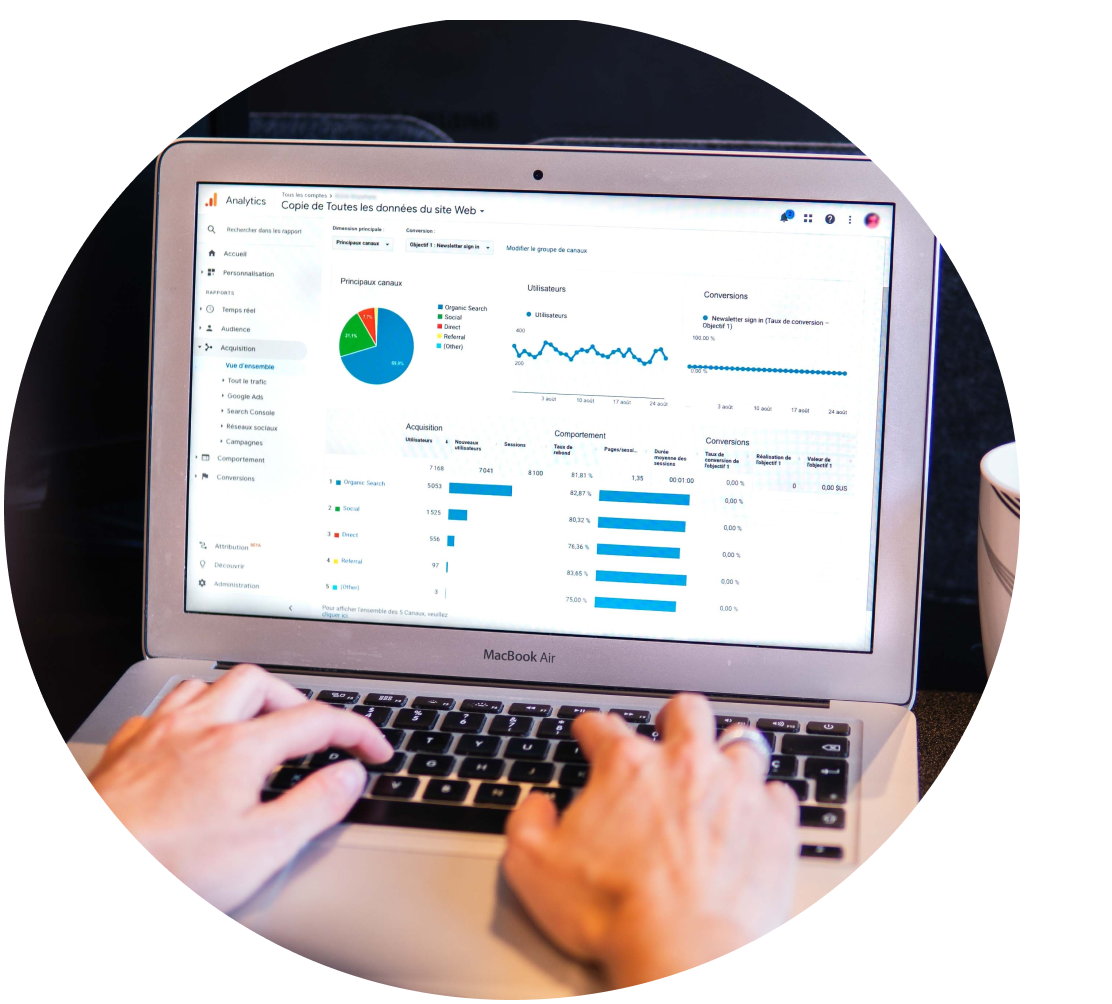 Tous les comptes >
Analytics
Copie de Toutes les données du site Web
2
Rechercher dans les rapport
Accueil
Personnalisation
RAPPORTS
Temps réel
Audience
Acquisition
Vue d'ensemble
Tout le trafic
Google Ads
Search Console
Réseaux sociaux
Campagnes
Comportement
Conversions
Attribution BETA
Découvrir
Administration
Dimension principale :
Principaux canaux
Conversion :
Objectif 1 : Newsletter sign in
Modifier le groupe de canaux
Principaux canaux
Organic Search
Social
Direct
Referral
(Other)
21,1%
7,7%
Utilisateurs
Utilisateurs
400
200
3 août 10 août 17 août 24 août
Conversions
Newsletter sign in (Taux de conversion –
Objectif 1)
100,00 %
0,00 %
3 août 10 août 17 août 24 août
Acquisition Comportement Conversions
Utilisateurs
Nouveaux
utilisateurs
Sessions
Taux de
rebond
Pages/sessi...
Durée
moyenne des
sessions
Taux de
conversion de
l'objectif 1
Réalisation de
l'objectif 1
Valeur de
l'objectif 1
7168 7041 8100 81,81 % 1,35 00:01:00 0,00 % 0 0,00 $US
1 Organic Search 5053 82,87 % 0,00 %
2 Social 1525 80,32 % 0,00 %
3 Direct 556 76,36 % 0,00 %
4 Referral 97 83,65 % 0,00 %
5 (Other) 3 75,00 % 0,00 %
Pour afficher l'ensemble des 5 Canaux, veuillez
cliquer ici
MacBook Air